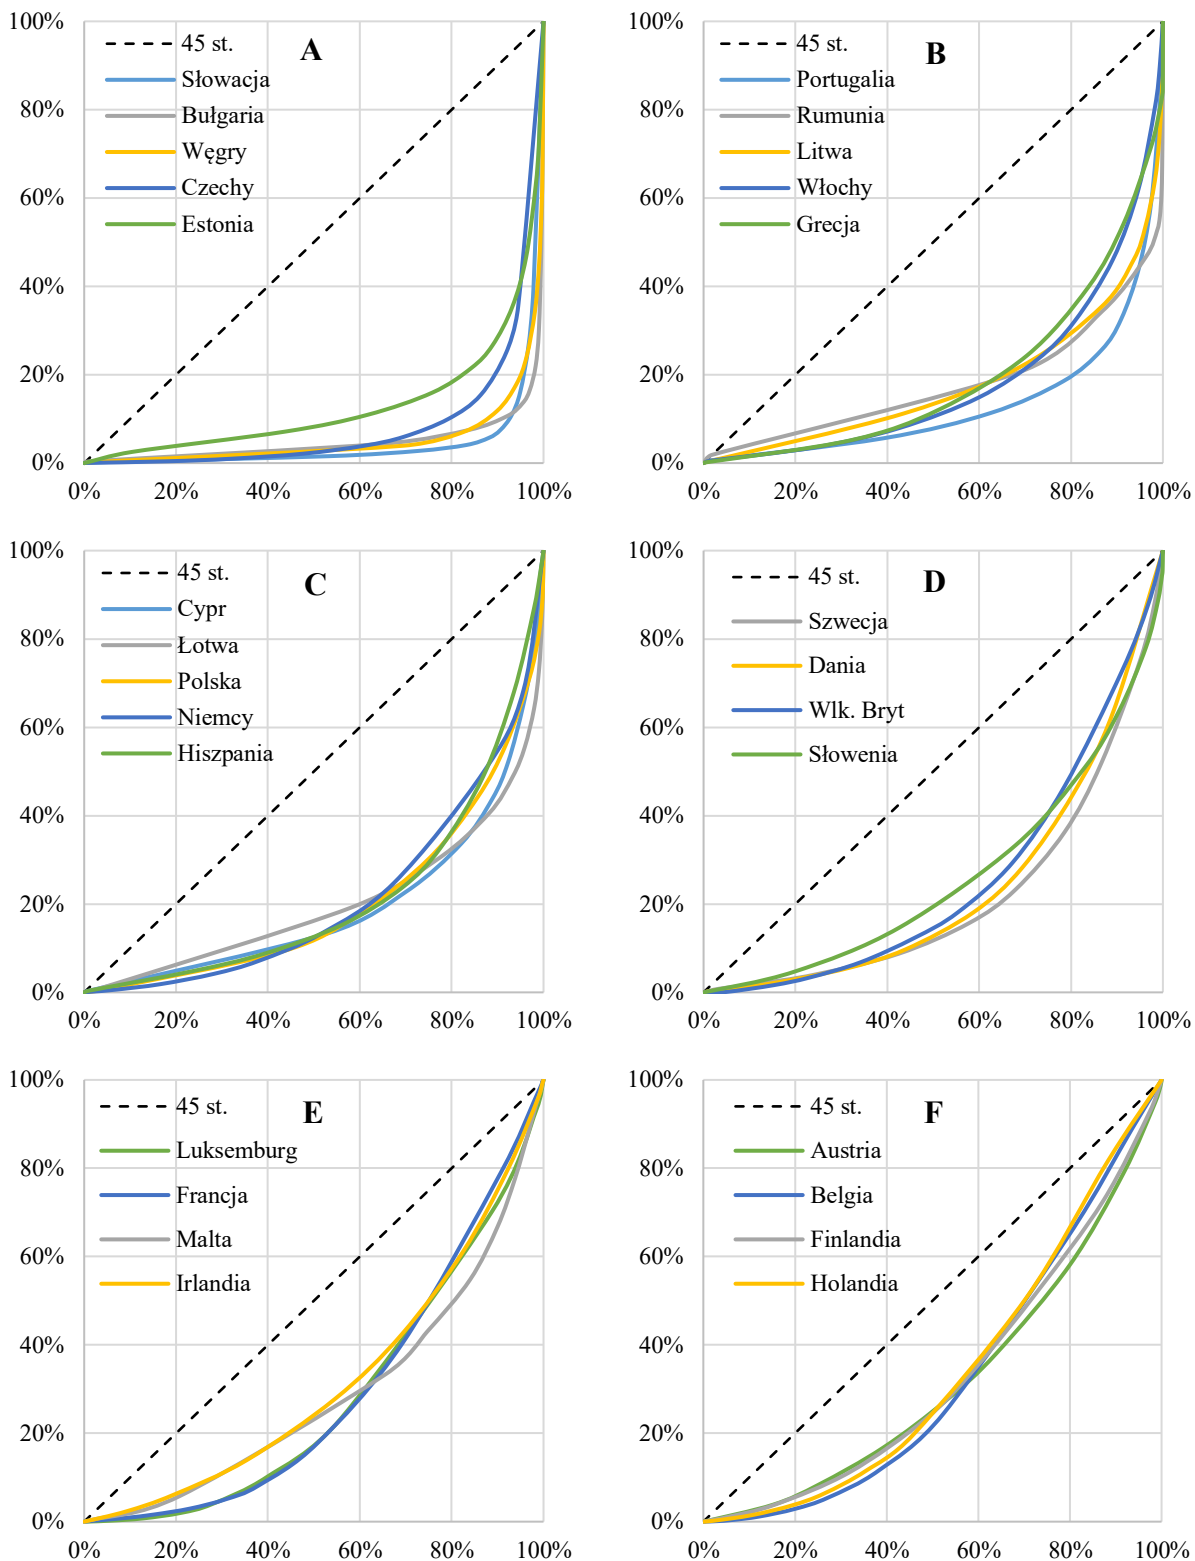 A
100%
80%
60%
40%
20%
0%
45 st.
Słowacja
Bułgaria
Węgry
Czechy
Estonia
0% 20% 40% 60% 80% 100%
B
100%
80%
60%
40%
20%
0%
45 st.
Portugalia
Rumunia
Litwa
Włochy
Grecja
0% 20% 40% 60% 80% 100%
C
100%
80%
60%
40%
20%
0%
45 st.
Cypr
Łotwa
Polska
Niemcy
Hiszpania
0% 20% 40% 60% 80% 100%
D
100%
80%
60%
40%
20%
0%
45 st.
Szwecja
Dania
Wlk. Bryt
Słowenia
0% 20% 40% 60% 80% 100%
E
100%
80%
60%
40%
20%
0%
45 st.
Luksemburg
Francja
Malta
Irlandia
0% 20% 40% 60% 80% 100%
F
100%
80%
60%
40%
20%
0%
45 st.
Austria
Belgia
Finlandia
Holandia
0% 20% 40% 60% 80% 100%